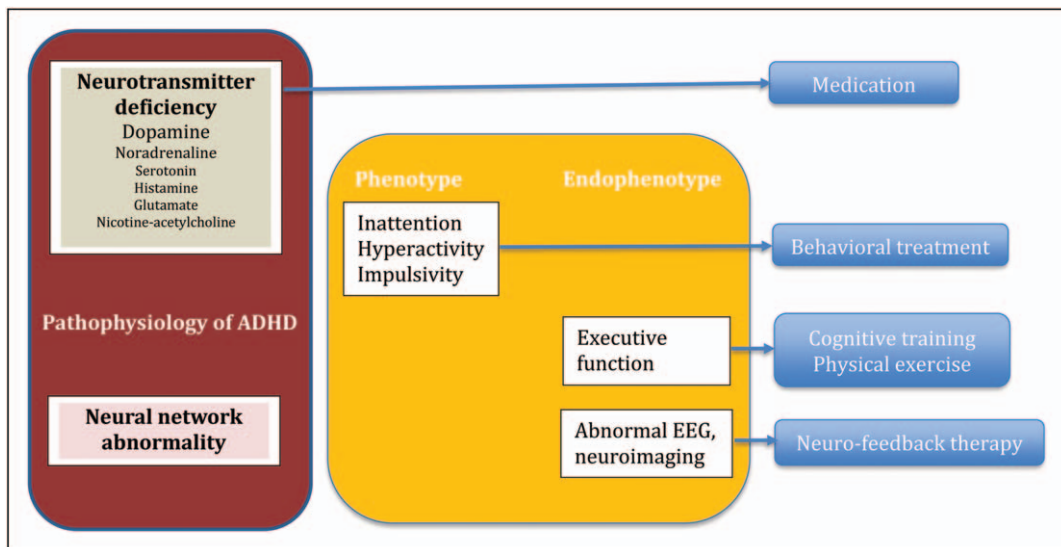 Neurotransmitter
deficiency
Dopamine
Noradrenaline
Serotonin
Histamine
Glutamate
Nicotine-acetylcholine
Pathophysiology of ADHD
Neural network
abnormality
Phenotype
Endophenotype
Inattention
Hyperactivity
Impulsivity
Executive
function
Abnormal EEG,
neuroimaging
Medication
Behavioral treatment
Cognitive training
Physical exercise
Neuro-feedback therapy